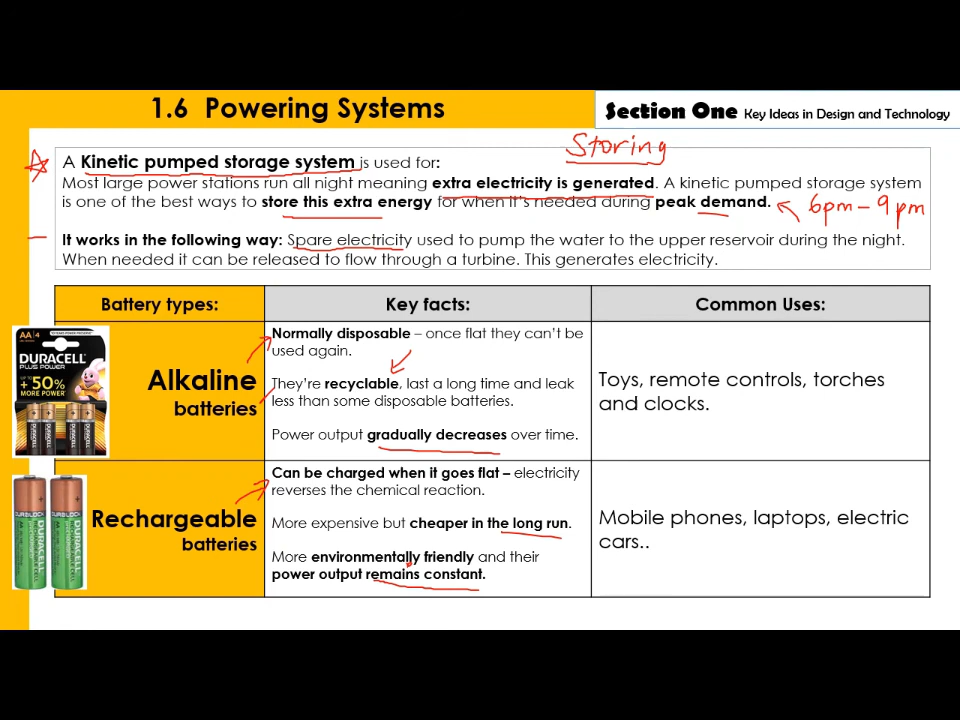 1.6 Powering Systems
Section One Key Ideas in Design and Technology
Storing
A Kinetic pumped storage system is used for:
Most large power stations run all night meaning extra electricity is generated. A kinetic pumped storage system
is one of the best ways to store this extra energy for when it's needed during peak demand.
6pm - 9pm
It works in the following way: Spare electricity used to pump the water to the upper reservoir during the night.
When needed it can be released to flow through a turbine. This generates electricity.
Battery types:
Key facts:
Common Uses:
AA 4
DURACELL
PLUS POWER
+50%
MORE POWER
Alkaline
batteries
Normally disposable – once flat they can't be
used again.
They're recyclable, last a long time and leak
less than some disposable batteries.
Power output gradually decreases over time.
Toys, remote controls, torches
and clocks.
DURALOCK
DURACELL
Rechargeable
batteries
Can be charged when it goes flat – electricity
reverses the chemical reaction.
More expensive but cheaper in the long run.
More environmentally friendly and their
power output remains constant.
Mobile phones, laptops, electric
cars..